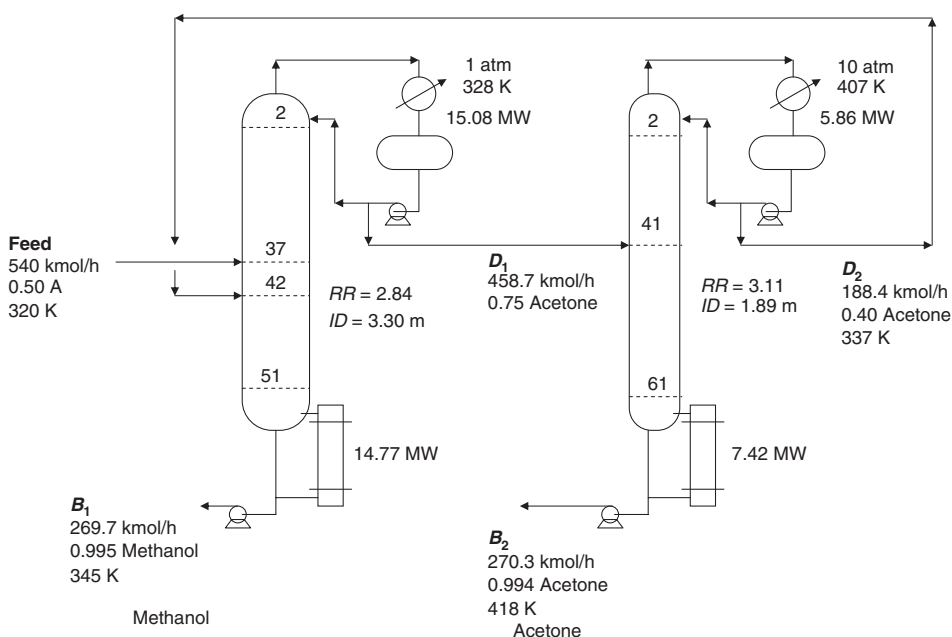 1 atm
328 K
15.08 MW
2
10 atm
407 K
5.86 MW
2
Feed
540 kmol/h
0.50 A
320 K
37
42
51
RR = 2.84
ID = 3.30 m
14.77 MW
D1
458.7 kmol/h
0.75 Acetone
41
61
RR = 3.11
ID = 1.89 m
7.42 MW
D2
188.4 kmol/h
0.40 Acetone
337 K
B1
269.7 kmol/h
0.995 Methanol
345 K
Methanol
B2
270.3 kmol/h
0.994 Acetone
418 K
Acetone